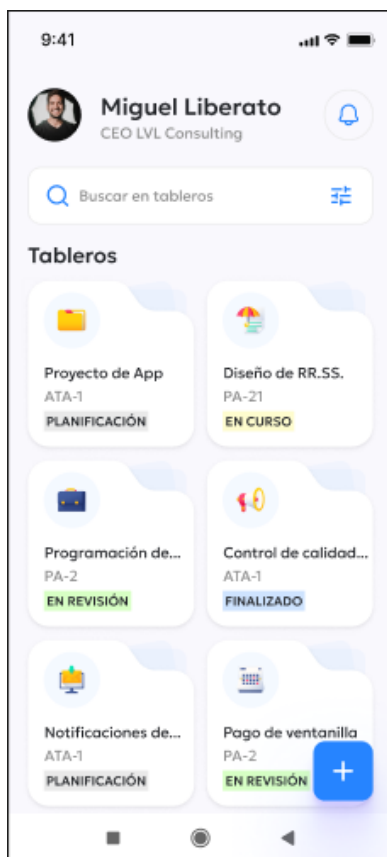 9:41
Miguel Liberato
CEO LVL Consulting
Buscar en tableros
Tableros
Proyecto de App
ATA-1
PLANIFICACIÓN
Diseño de RR.SS.
PA-21
EN CURSO
Programación de...
PA-2
EN REVISIÓN
Control de calidad...
ATA-1
FINALIZADO
Notificaciones de...
ATA-1
PLANIFICACIÓN
Pago de ventanilla
PA-2
EN REVISIÓN